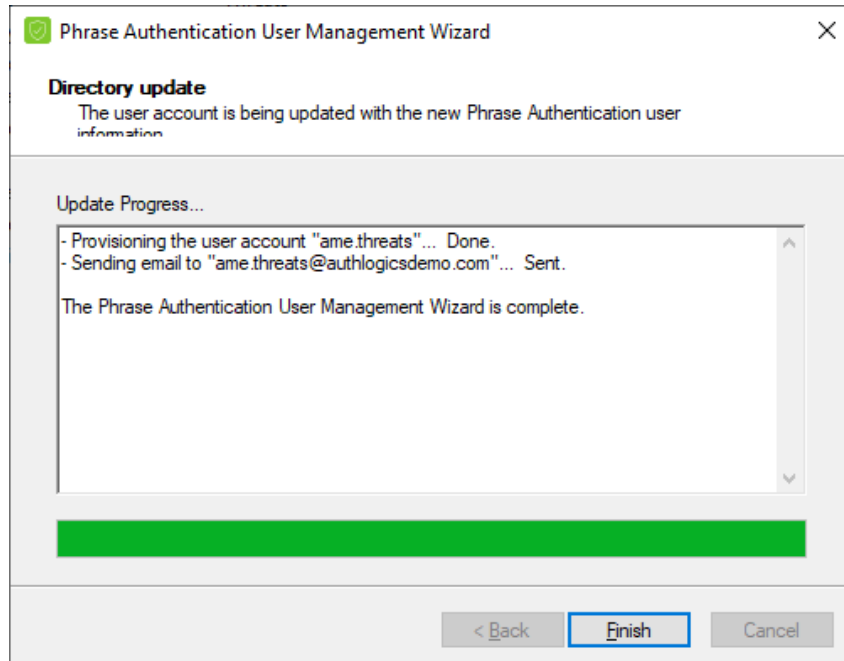 Phrase Authentication User Management Wizard
Directory update
The user account is being updated with the new Phrase Authentication user
information
Update Progress...
- Provisioning the user account "ame.threats"... Done.
- Sending email to "ame.threats@authlogicsdemo.com"... Sent.
The Phrase Authentication User Management Wizard is complete.
< Back
Finish
Cancel